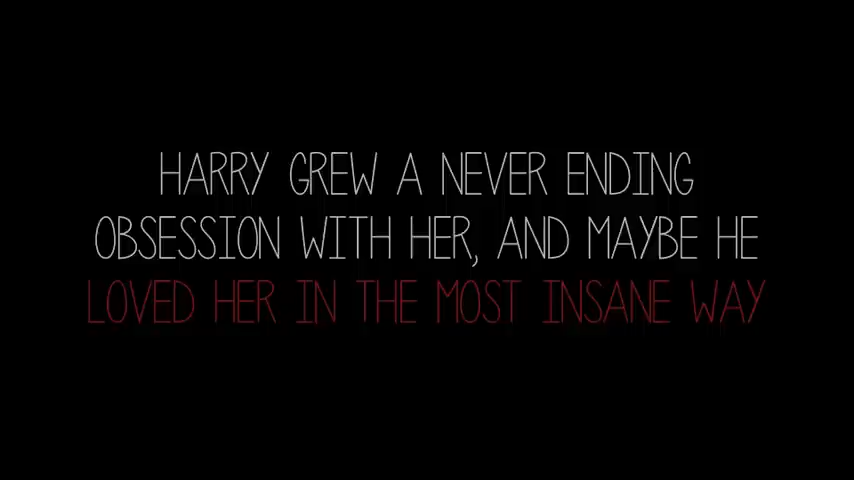 HARRY GREW A NEVER ENDING
OBSESSION WITH HER, AND MAYBE HE
LOVED HER IN THE MOST INSANE WAY